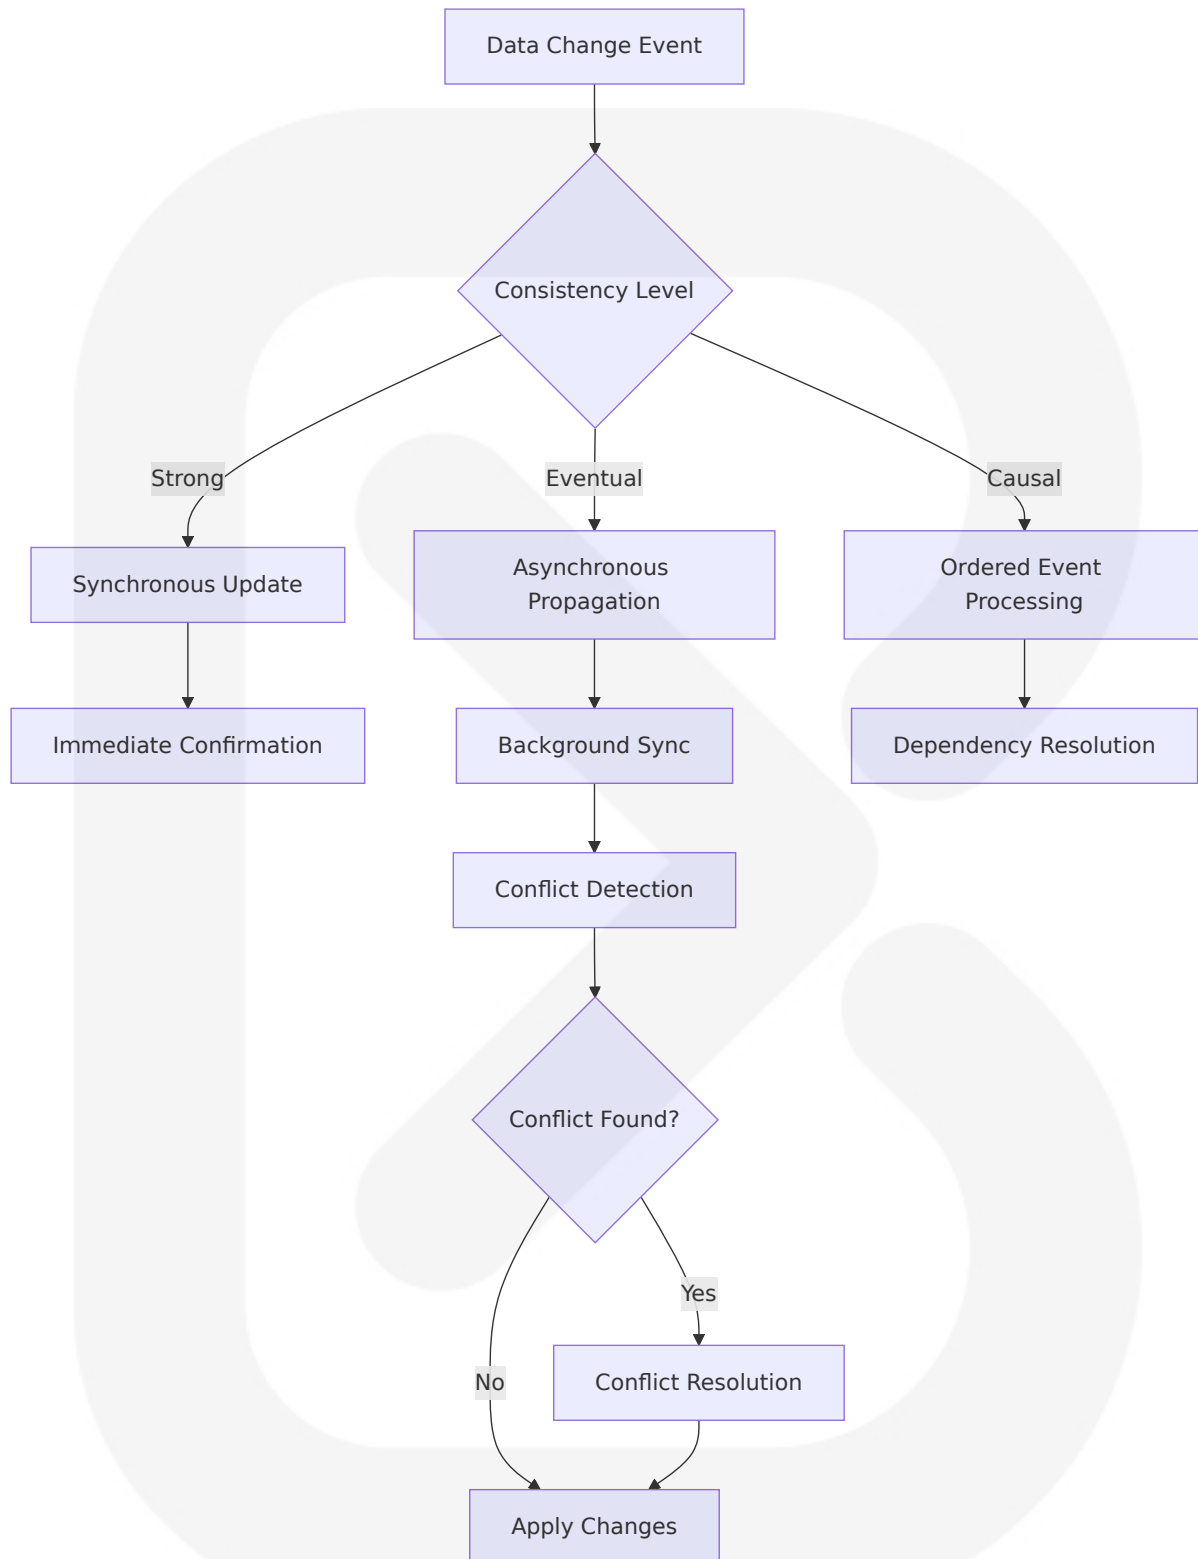 Data Change Event
Consistency Level
Strong
Eventual
Causal
Synchronous Update
Asynchronous
Propagation
Ordered Event
Processing
Immediate Confirmation
Background Sync
Dependency Resolution
Conflict Detection
Conflict Found?
Yes
No
Conflict Resolution
Apply Changes